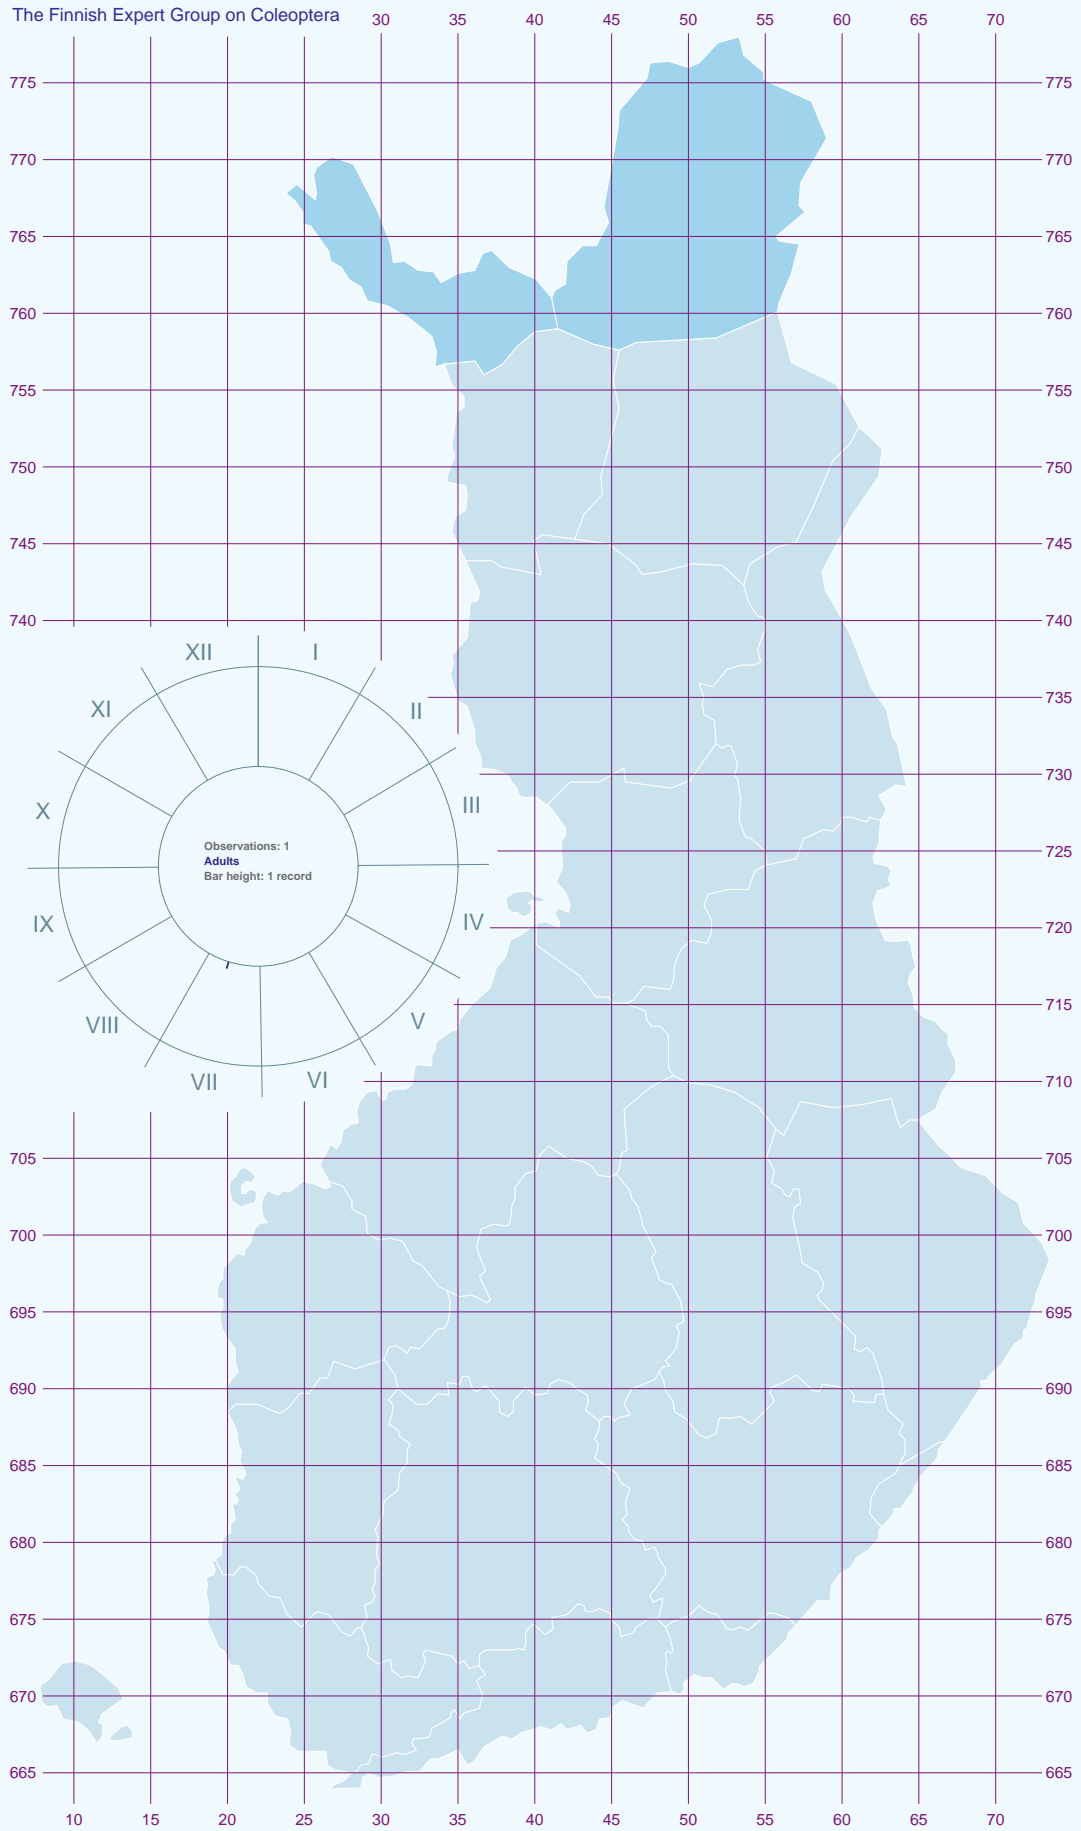 The Finnish Expert Group on Coleoptera
30 35 40 45 50 55 60 65 70
775 775
770 770
765 765
760 760
755 755
750 750
745 745
740 740
XII I
XI II
735
730
X III
725
Observations: 1
Adults
Bar height: 1 record
IX IV
720
715
VIII V
VII VI
710
705 705
700 700
695 695
690 690
685 685
680 680
675 675
670 670
665 665
10 15 20 25 30 35 40 45 50 55 60 65 70